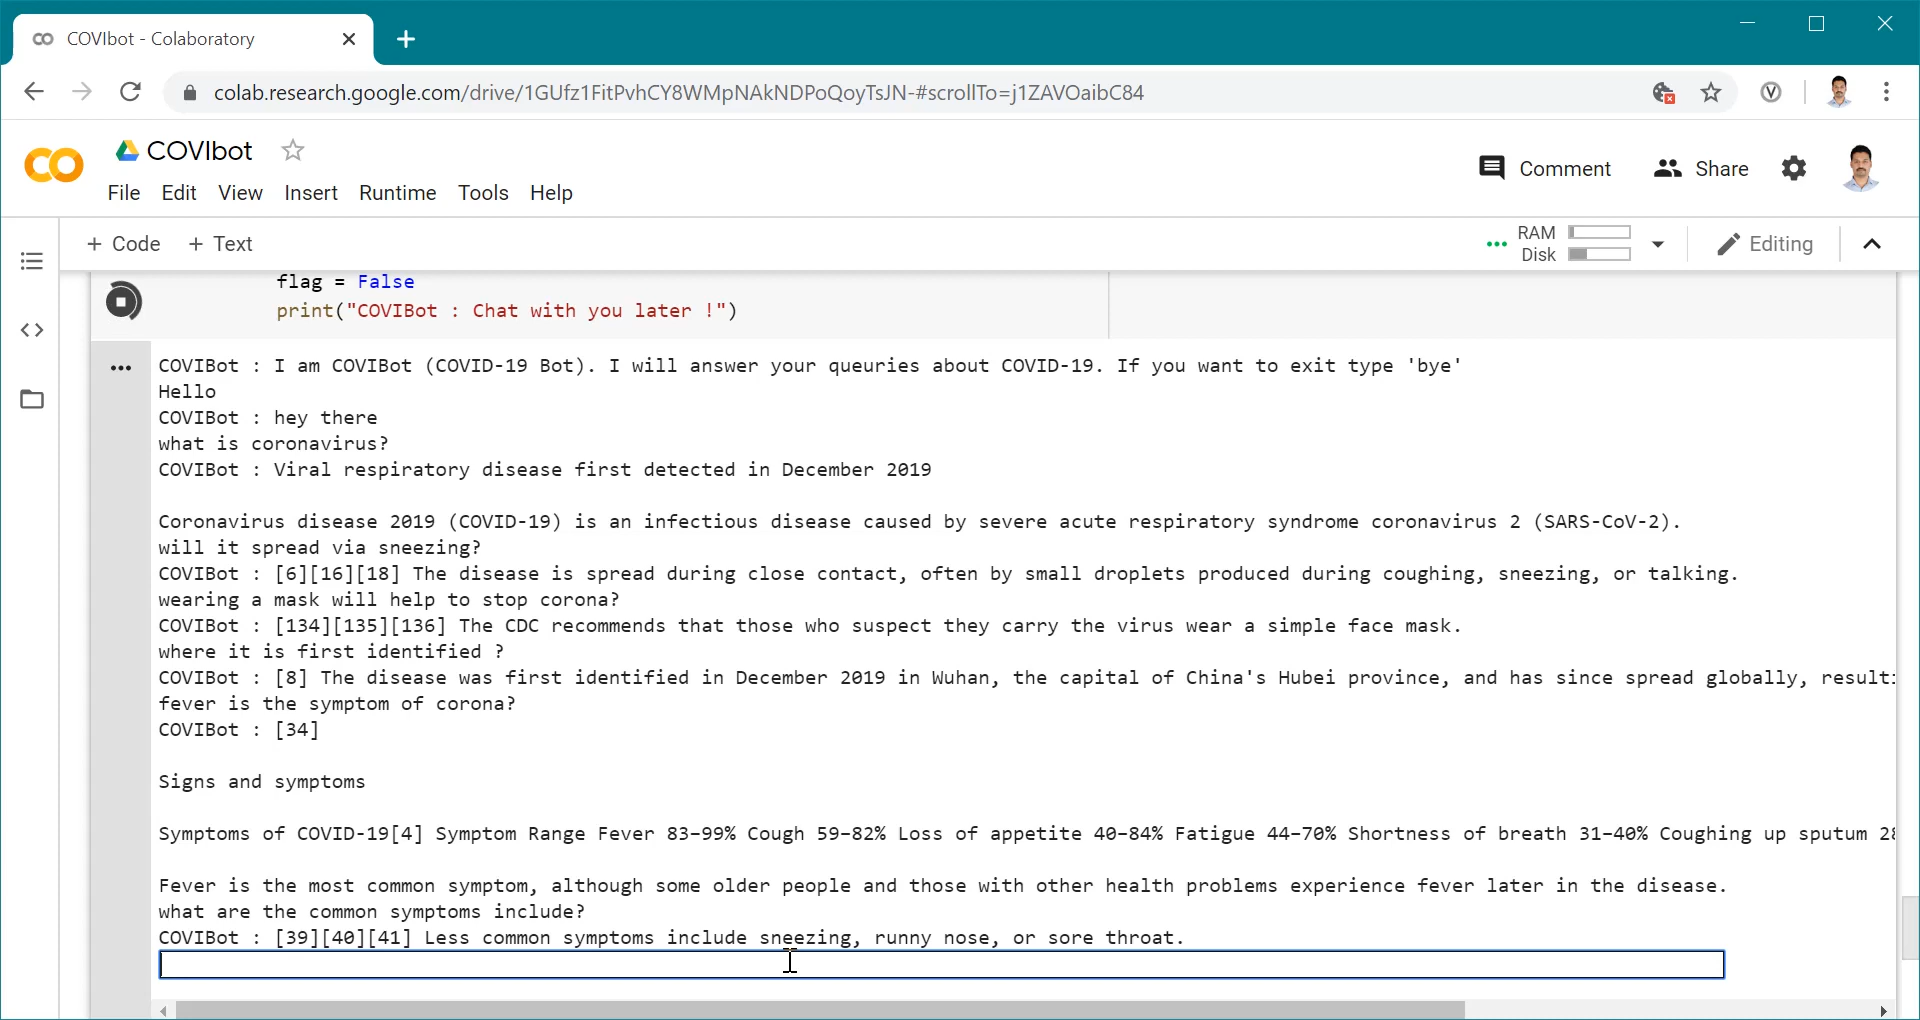 COVIbot - Colaboratory
colab.research.google.com/drive/1GUfz1FitPvhCY8WMpNAkNDPoQoyTsJN-#scrollTo=j1ZAVOaibC84
COVIbot
File Edit View Insert Runtime Tools Help
Comment Share
+ Code + Text
RAM
Disk
Editing
flag = False
print("COVIBot : Chat with you later !")
COVIBot : I am COVIBot (COVID-19 Bot). I will answer your queuries about COVID-19. If you want to exit type 'bye'
Hello
COVIBot : hey there
what is coronavirus?
COVIBot : Viral respiratory disease first detected in December 2019
Coronavirus disease 2019 (COVID-19) is an infectious disease caused by severe acute respiratory syndrome coronavirus 2 (SARS-CoV-2).
will it spread via sneezing?
COVIBot : [6][16][18] The disease is spread during close contact, often by small droplets produced during coughing, sneezing, or talking.
wearing a mask will help to stop corona?
COVIBot : [134][135][136] The CDC recommends that those who suspect they carry the virus wear a simple face mask.
where it is first identified ?
COVIBot : [8] The disease was first identified in December 2019 in Wuhan, the capital of China's Hubei province, and has since spread globally,
fever is the symptom of corona?
COVIBot : [34]
Signs and symptoms
Symptoms of COVID-19[4] Symptom Range Fever 83–99% Cough 59–82% Loss of appetite 40–84% Fatigue 44–70% Shortness of breath 31–40% Coughing up sputum
Fever is the most common symptom, although some older people and those with other health problems experience fever later in the disease.
what are the common symptoms include?
COVIBot : [39][40][41] Less common symptoms include sneezing, runny nose, or sore throat.